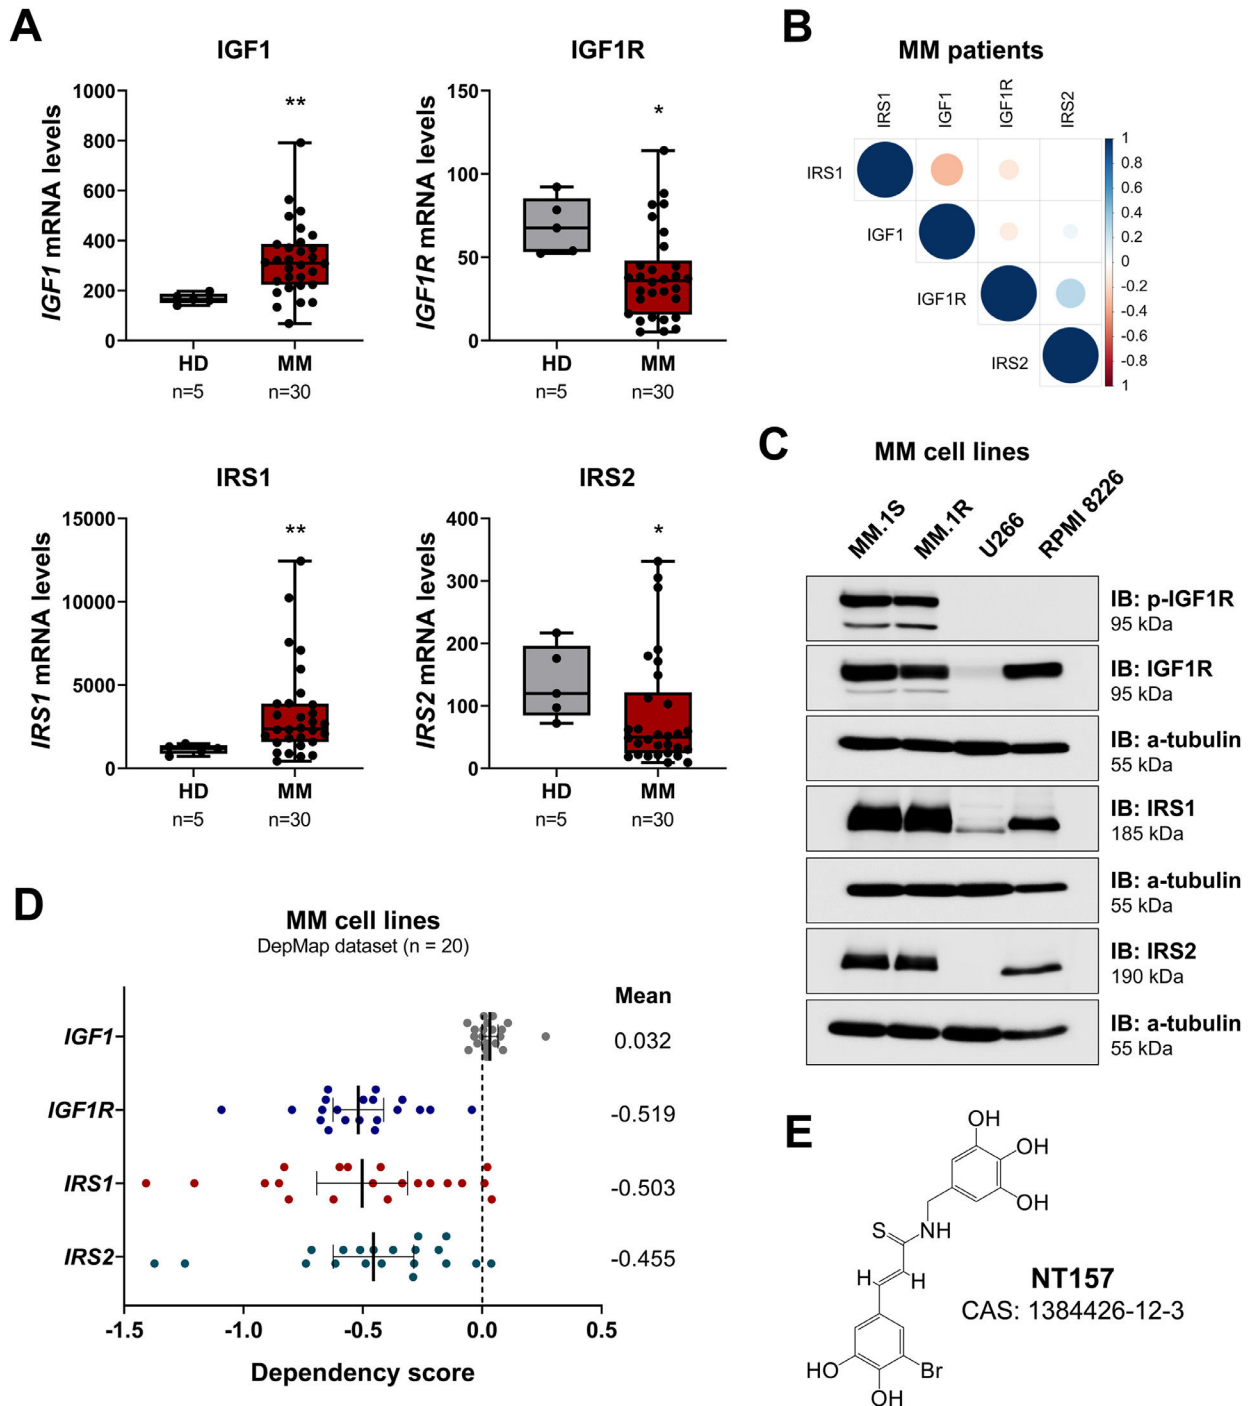 A
IGF1
IGF1 mRNA levels
1000
800
600
400
200
0
**
HD
MM
n=5
n=30
IGF1R
IGF1R mRNA levels
150
100
50
0
*
HD
MM
n=5
n=30
IRS1
IRS1 mRNA levels
15000
10000
5000
0
**
HD
MM
n=5
n=30
IRS2
IRS2 mRNA levels
400
300
200
100
0
*
HD
MM
n=5
n=30
B
MM patients
IRS1
IGF1
IGF1R
IRS2
IRS1
IGF1
IGF1R
IRS2
1
0.8
0.6
0.4
0.2
0
-0.2
-0.4
-0.6
-0.8
1
C
MM cell lines
MM.1S
MM.1R
U266
RPMI 8226
IB: p-IGF1R
95 kDa
IB: IGF1R
95 kDa
IB: a-tubulin
55 kDa
IB: IRS1
185 kDa
IB: a-tubulin
55 kDa
IB: IRS2
190 kDa
IB: a-tubulin
55 kDa
D
MM cell lines
DepMap dataset (n = 20)
Mean
IGF1
0.032
IGF1R
-0.519
IRS1
-0.503
IRS2
-0.455
-1.5
-1.0
-0.5
0.0
0.5
Dependency score
E
OH
OH
OH
S
NH
H
H
HO
Br
OH
NT157
CAS: 1384426-12-3